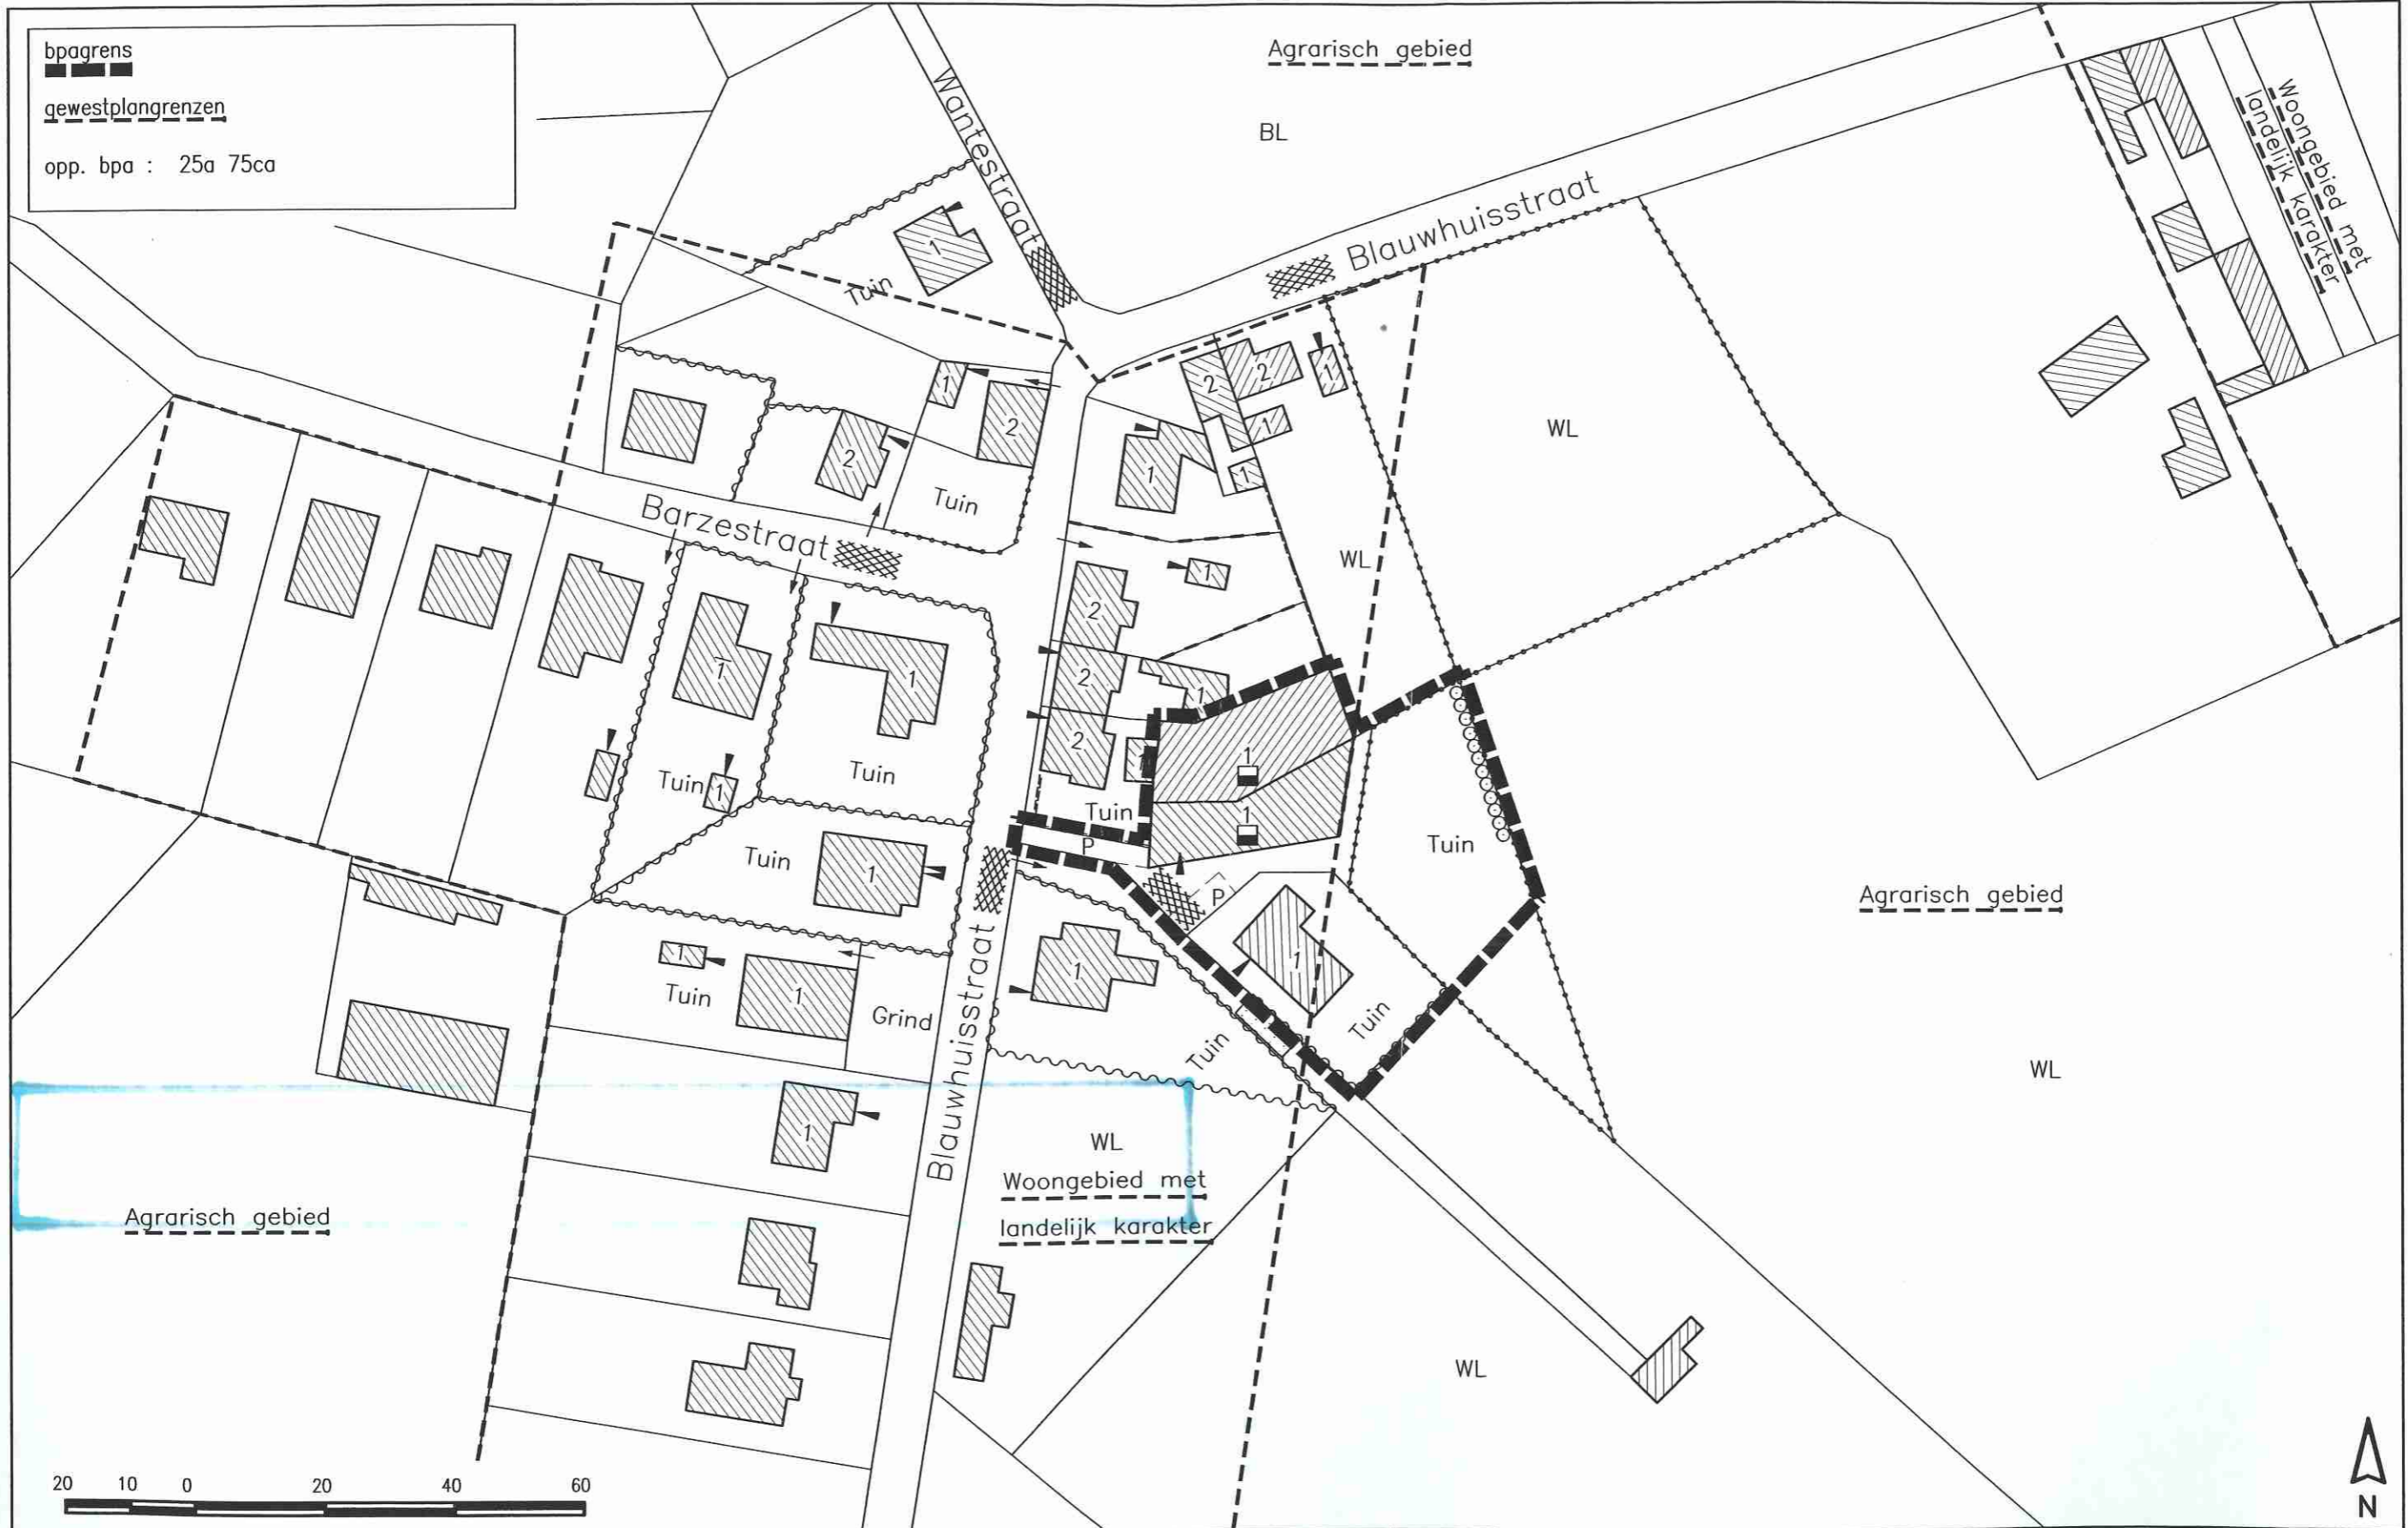 bpagrens
gewestplangrenzen
opp. bpa : 25a 75ca
Agrarisch gebied
BL
Wantestraat
Blauwhuisstraat
Woongebied met
landelijk karakter
1
Tuin
1
2
2
2
1
1
1
1
2
Tuin
WL
WL
Barzestraat
1
2
1
1
2
1
2
1
1
1
Tuin
1
Tuin
Tuin
P
Tuin
1
Tuin
P
Agrarisch gebied
1
Tuin
1
Grind
1
1
Tuin
Tuin
WL
Blauwhuisstraat
1
WL
Woongebied met
landelijk karakter
Agrarisch gebied
WL
20 10 0 20 40 60
N